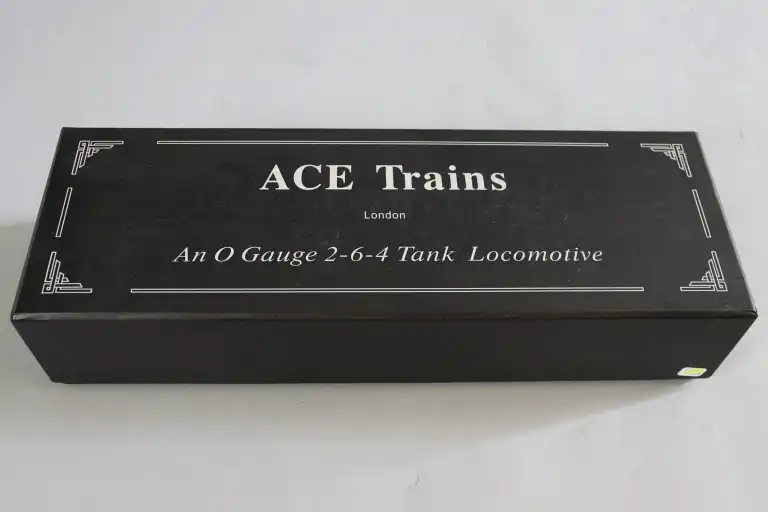 ACE Trains
London
An O Gauge 2-6-4 Tank Locomotive